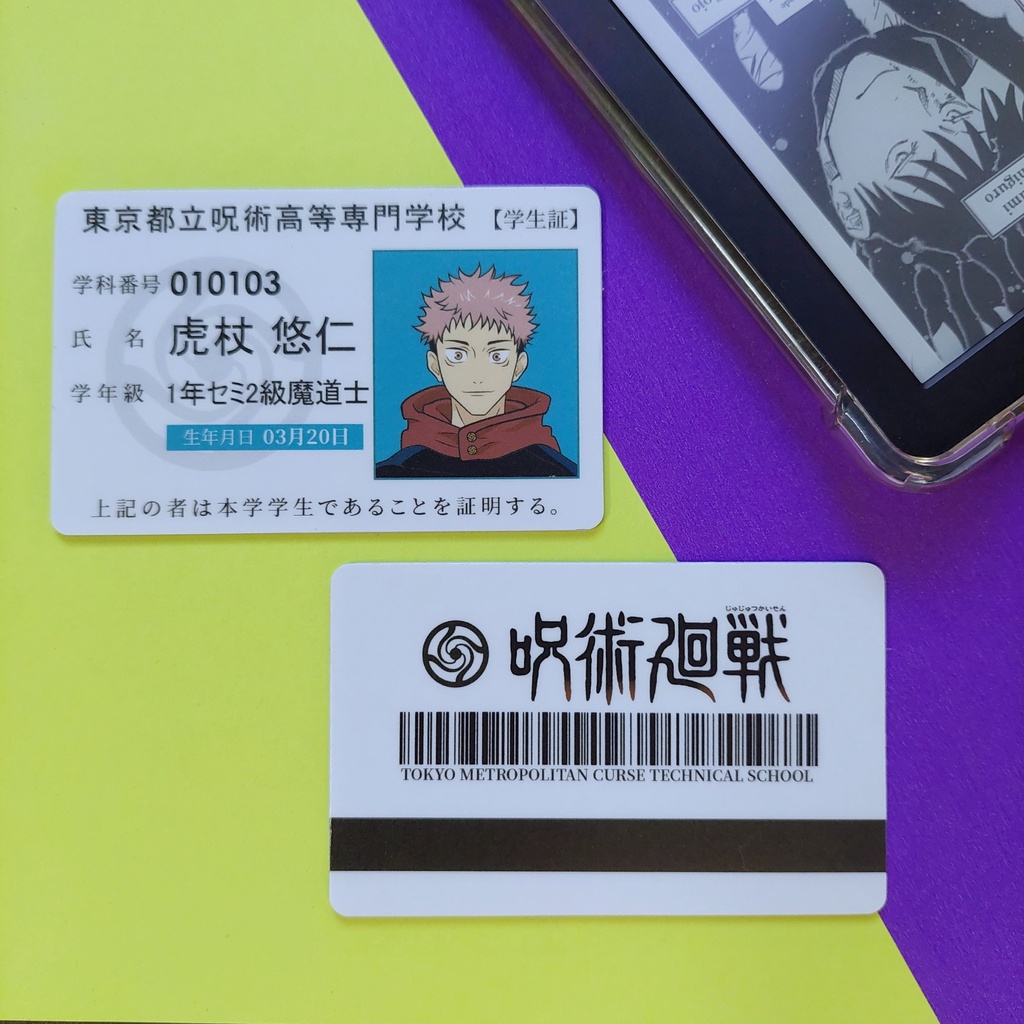 東京都立呪術高等専門学校 【学生証】
学科番号 010103
氏 名 虎杖 悠仁
学年級 1年セミ2級魔道士
生年月日 03月20日
上記の者は本学学生であることを証明する。
じゅじゅつかいせん
呪術廻戦
TOKYO METROPOLITAN CURSE TECHNICAL SCHOOL